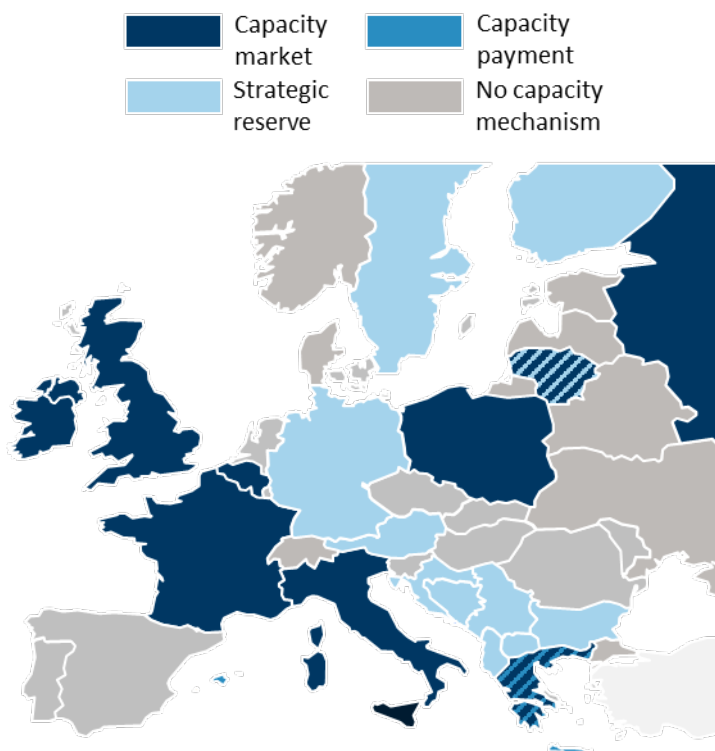 Capacity
market
Capacity
payment
Strategic
reserve
No capacity
mechanism